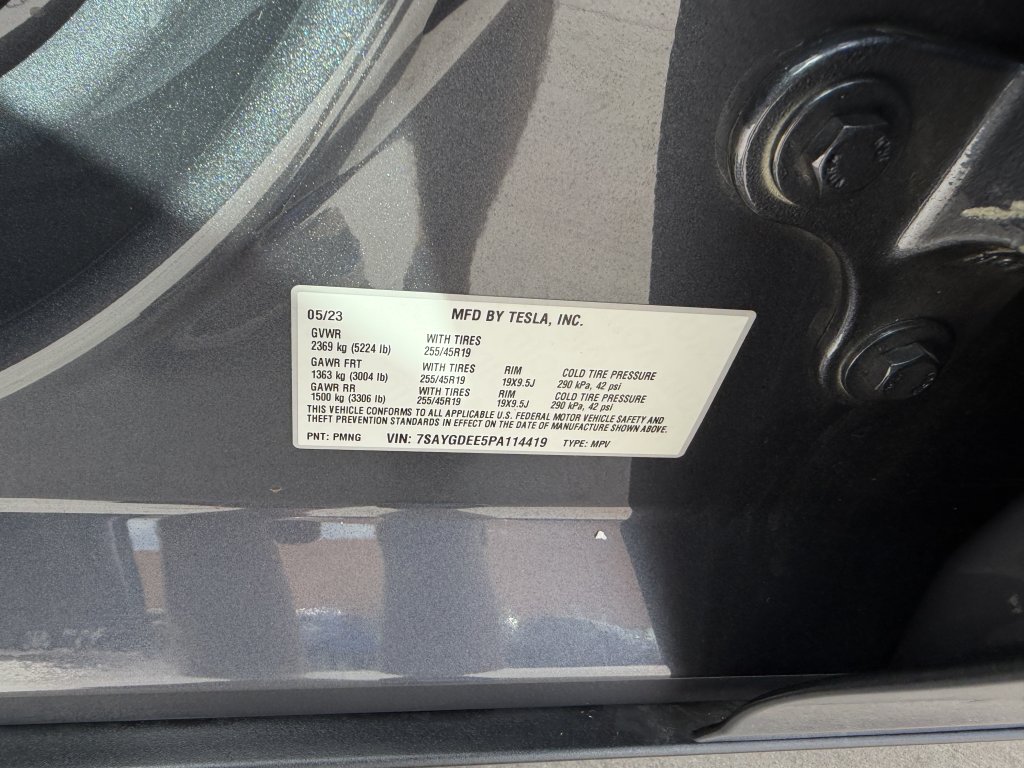 05/23 MFD BY TESLA, INC.
GVWR WITH TIRES
2369 kg (5224 lb) 255/45R19
GAWR FRT WITH TIRES RIM COLD TIRE PRESSURE
1363 kg (3004 lb) 255/45R19 19X9.5J 290 kPa, 42 psi
GAWR RR WITH TIRES RIM COLD TIRE PRESSURE
1500 kg (3306 lb) 255/45R19 19X9.5J 290 kPa, 42 psi
THIS VEHICLE CONFORMS TO ALL APPLICABLE U.S. FEDERAL MOTOR VEHICLE SAFETY AND
THEFT PREVENTION STANDARDS IN EFFECT ON THE DATE OF MANUFACTURE SHOWN ABOVE.
PNT: PMNG VIN: 7SAYGDEE5PA114419 TYPE: MPV